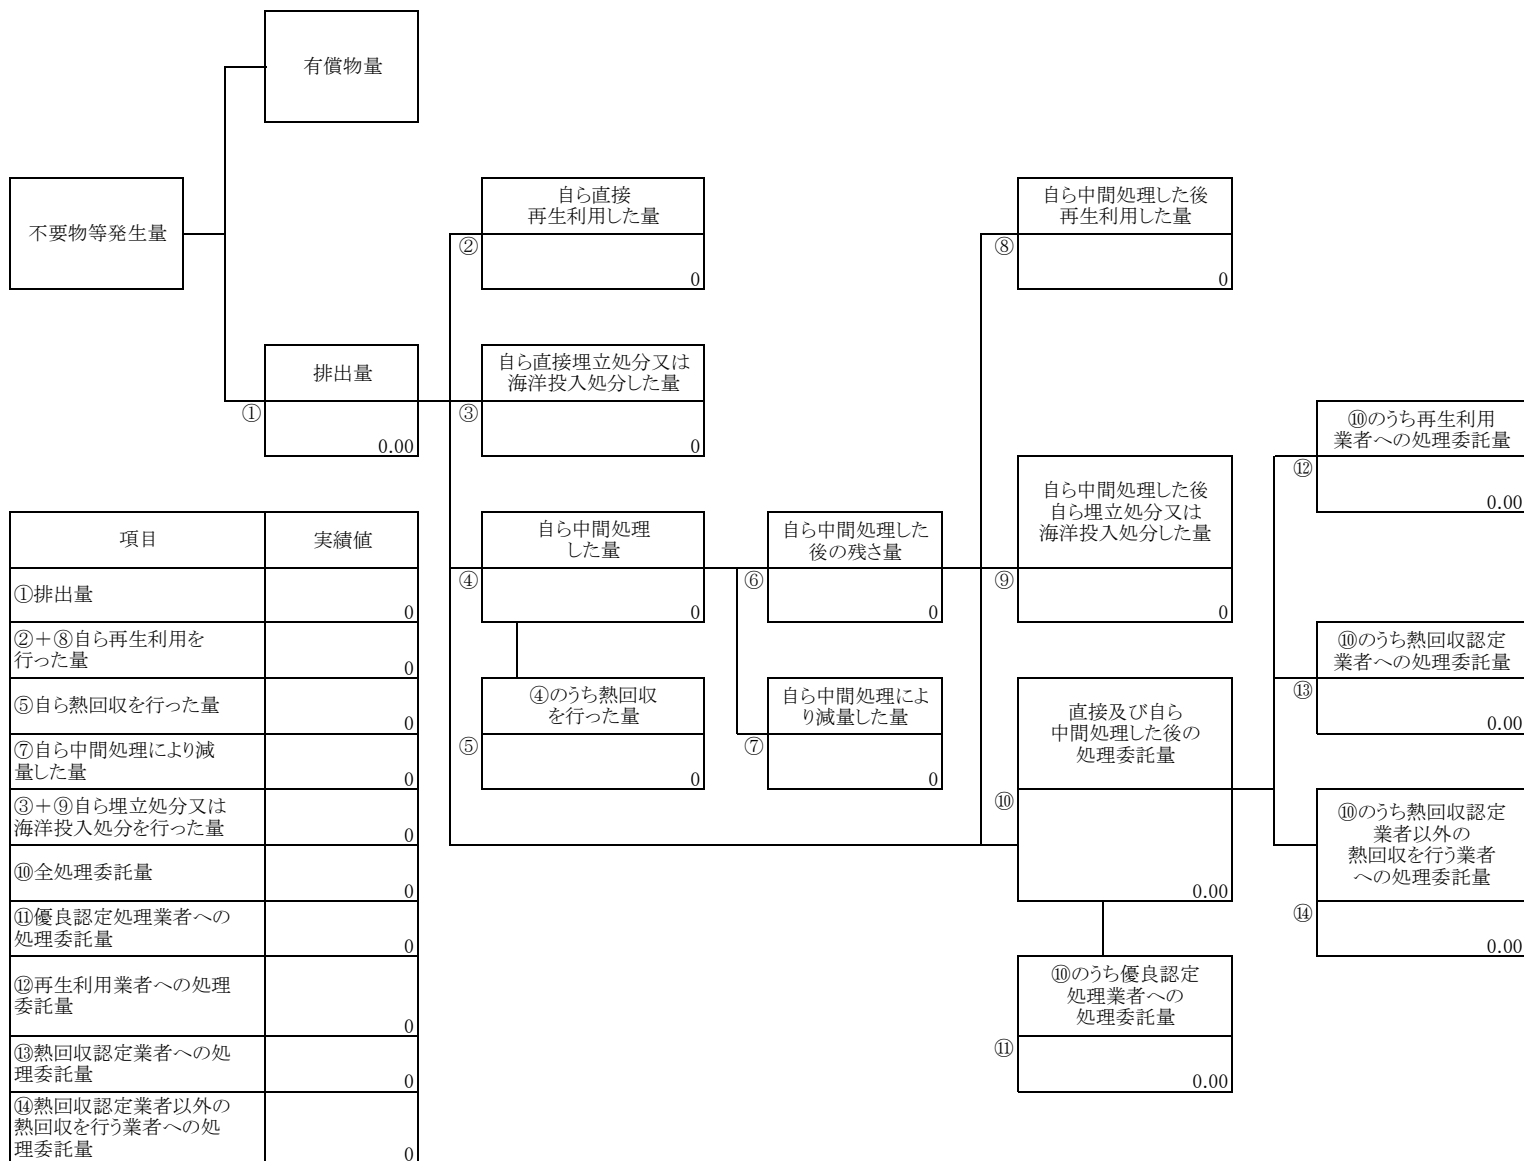 有償物量
不要物等発生量
自ら直接
再生利用した量
②
0
自ら中間処理した後
再生利用した量
⑧
0
排出量
①
0.00
自ら直接埋立処分又は
海洋投入処分した量
③
0
⑩のうち再生利用
業者への処理委託量
⑫
0.00
自ら中間処理
した量
④
0
自ら中間処理した
後の残さ量
⑥
0
自ら中間処理した後
自ら埋立処分又は
海洋投入処分した量
⑨
0
⑩のうち熱回収認定
業者への処理委託量
⑬
0.00
④のうち熱回収
を行った量
⑤
0
自ら中間処理によ
り減量した量
⑦
0
直接及び自ら
中間処理した後の
処理委託量
⑩
0.00
⑩のうち熱回収認定
業者以外の
熱回収を行う業者
への処理委託量
⑭
0.00
⑩のうち優良認定
処理業者への
処理委託量
⑪
0.00
項目 実績値
①排出量
0
②+⑧自ら再生利用を
行った量
0
⑤自ら熱回収を行った量
0
⑦自ら中間処理により減
量した量
0
③+⑨自ら埋立処分又は
海洋投入処分を行った量
0
⑩全処理委託量
0
⑪優良認定処理業者への
処理委託量
0
⑫再生利用業者への処理
委託量
0
⑬熱回収認定業者への処
理委託量
0
⑭熱回収認定業者以外の
熱回収を行う業者への処
理委託量
0